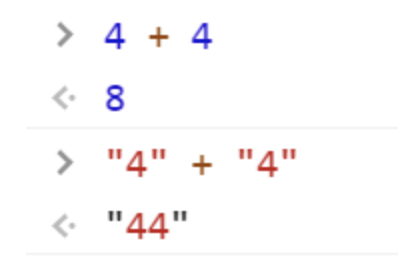 > 4 + 4
<· 8
> "4" + "4"
<· "44"